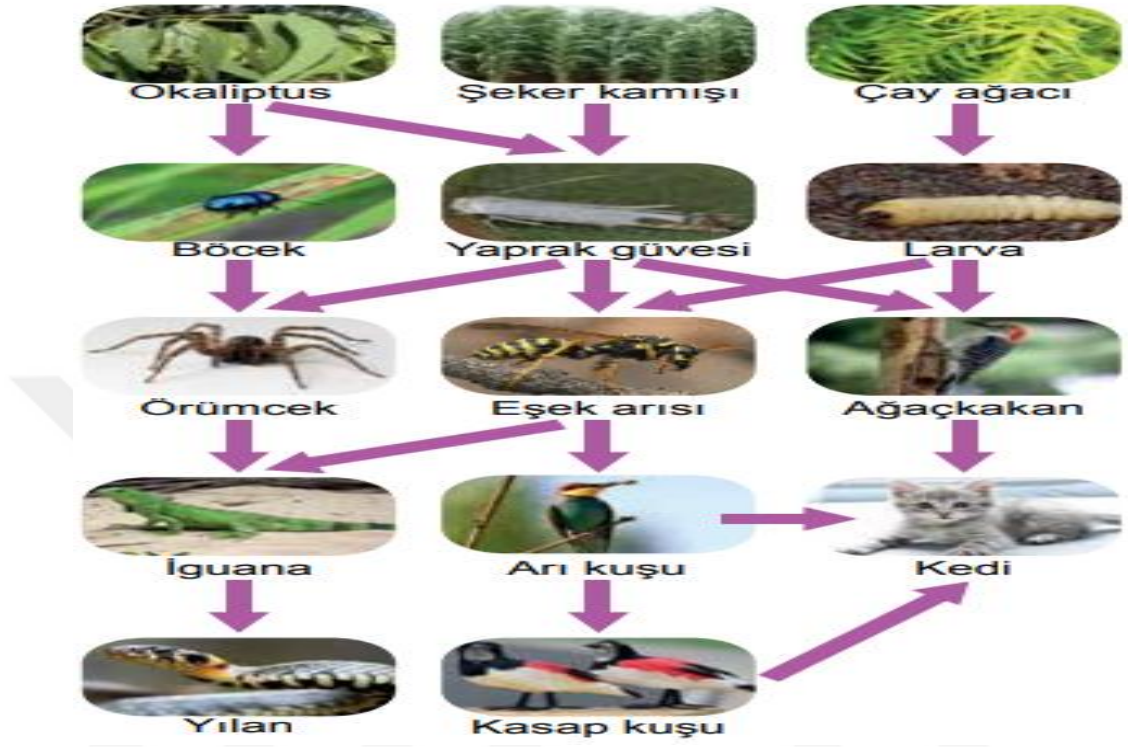 Okaliptus Şeker kamışı Çay ağacı
Böcek Yaprak güvesi Larva
Örümcek Eşek arısı Ağaçkakan
İguana Arı kuşu Kedi
Yılan Kasap kuşu